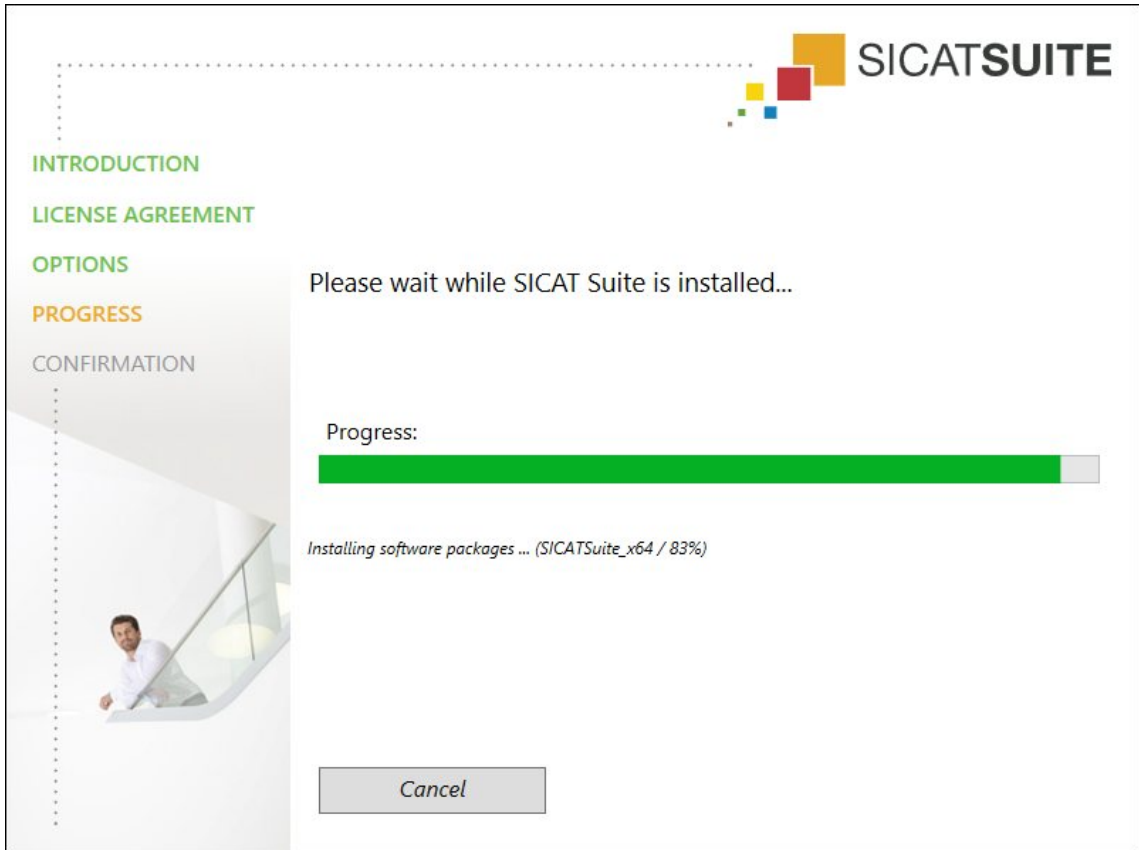 SICATSUITE
INTRODUCTION
LICENSE AGREEMENT
OPTIONS
PROGRESS
CONFIRMATION
Please wait while SICAT Suite is installed...
Progress:
Installing software packages ... (SICATSuite_x64 / 83%)
Cancel